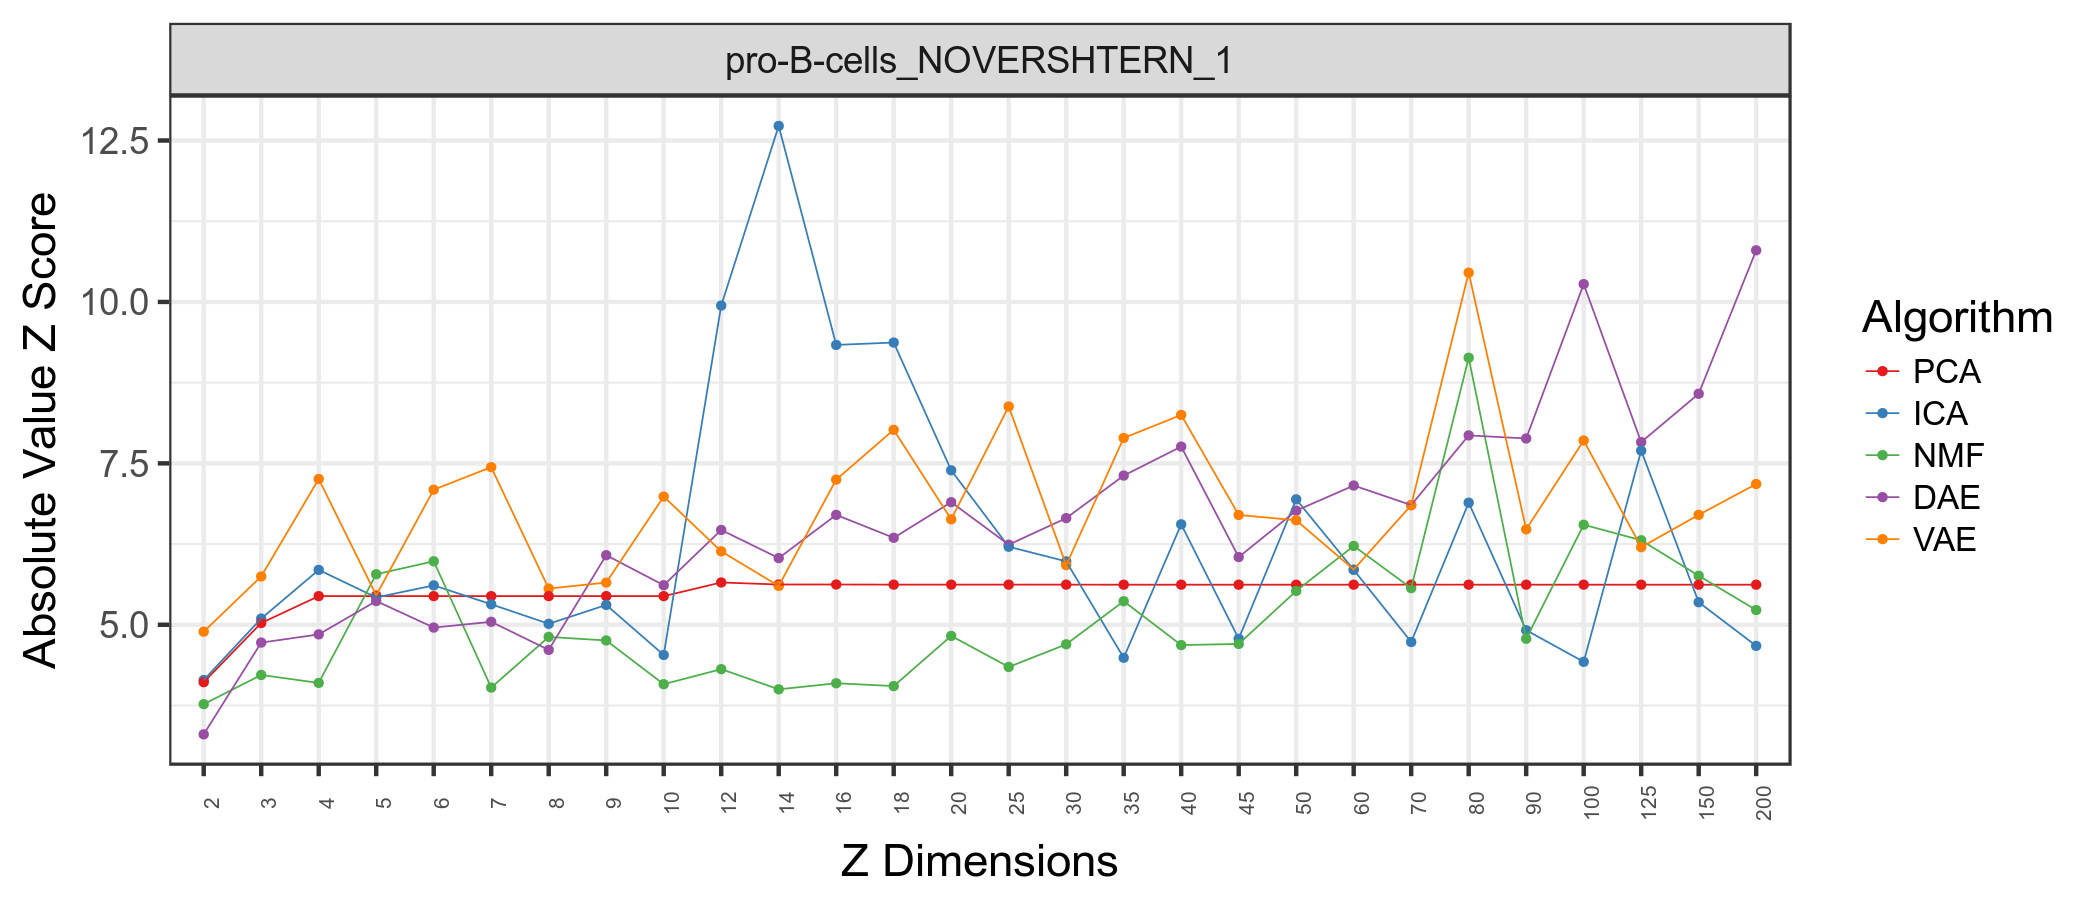 pro-B-cells_NOVERSHTERN_1
Absolute Value Z Score
12.5
10.0
7.5
5.0
2 3 4 5 6 7 8 9 10 12 14 16 18 20 25 30 35 40 45 50 60 70 80 90 100 125 150 200
Z Dimensions
Algorithm
PCA
ICA
NMF
DAE
VAE